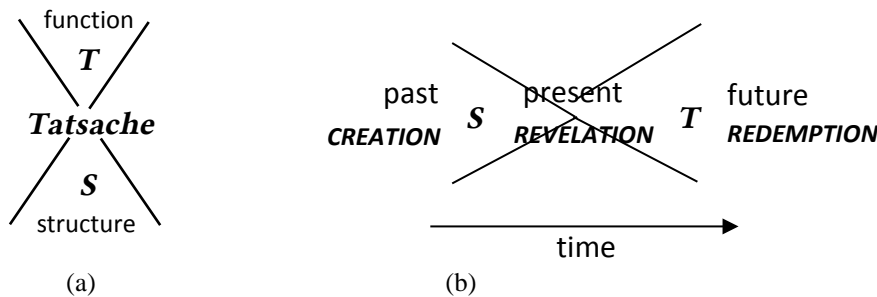 function
T
Tatsache
S
structure
(a)
past S present T future
CREATION REVELATION REDEMPTION
time
(b)